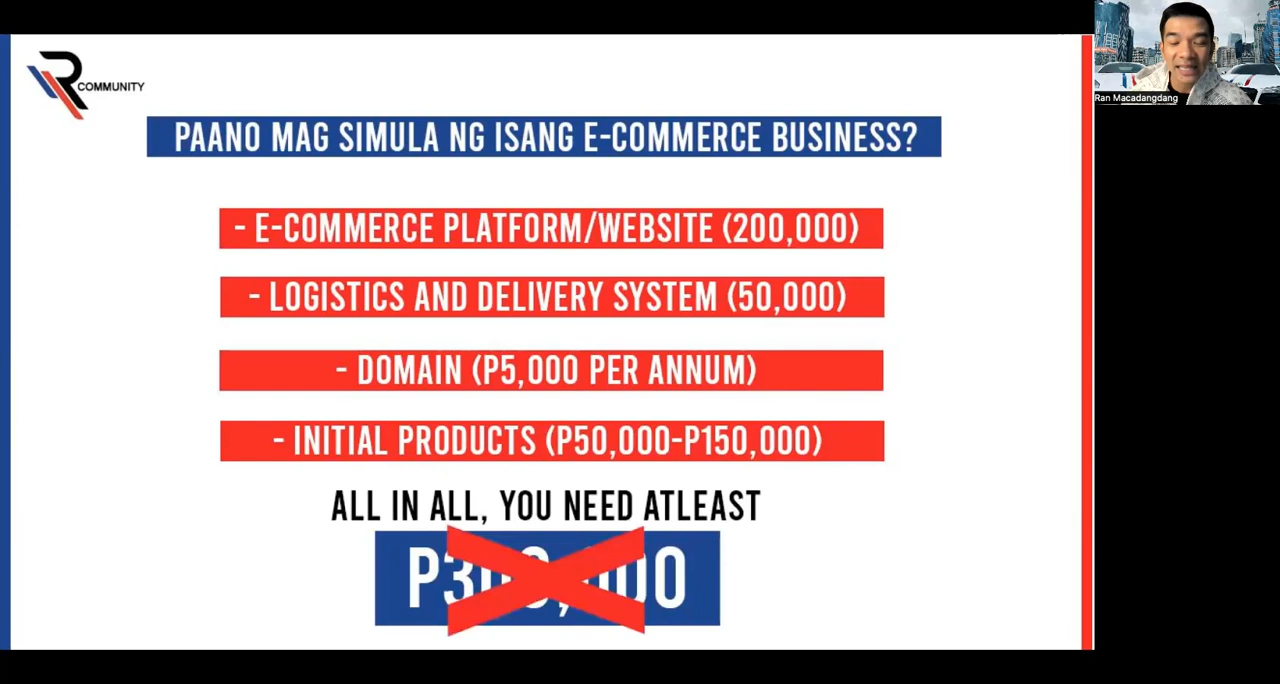 COMMUNITY
PAANO MAG SIMULA NG ISANG E-COMMERCE BUSINESS?
- E-COMMERCE PLATFORM/WEBSITE (200,000)
- LOGISTICS AND DELIVERY SYSTEM (50,000)
- DOMAIN (P5,000 PER ANNUM)
- INITIAL PRODUCTS (P50,000-P150,000)
ALL IN ALL, YOU NEED ATLEAST
P300,000
Ran Macadangdang